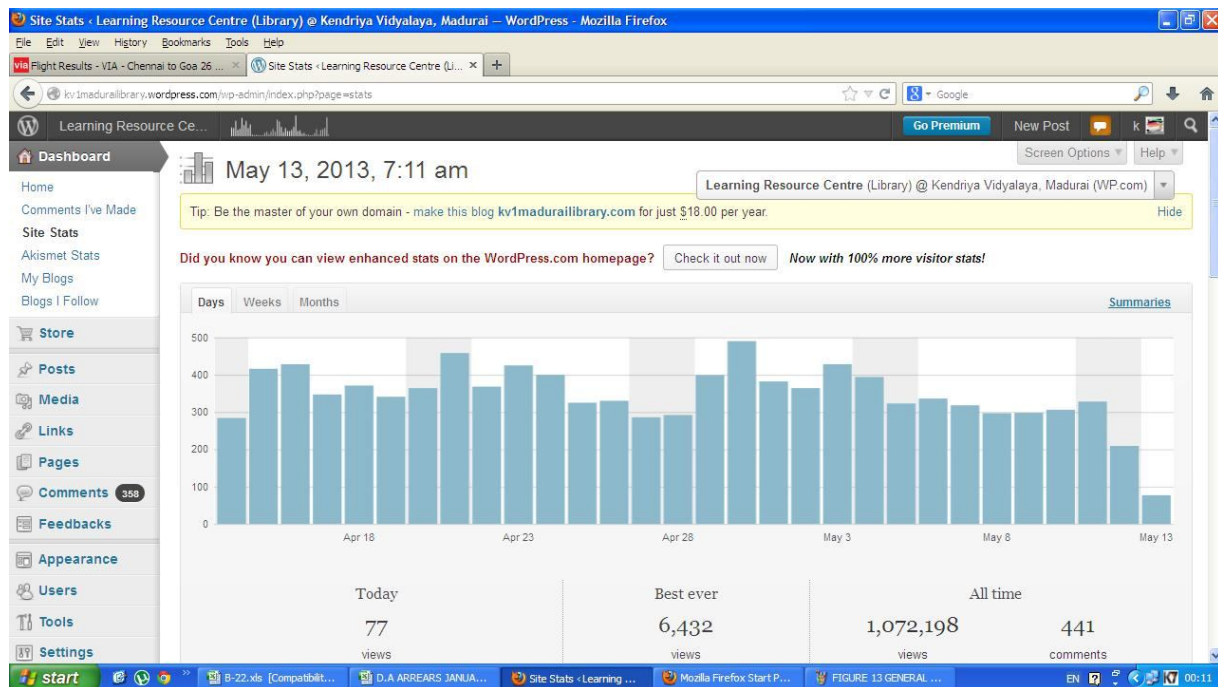 Site Stats ‹ Learning Resource Centre (Library) @ Kendriya Vidyalaya, Madurai — WordPress - Mozilla Firefox
File Edit View History Bookmarks Tools Help
via Flight Results - VIA - Chennai to Goa 26 ... Site Stats ‹ Learning Resource Centre (Li...
kv1madurailibrary.wordpress.com/wp-admin/index.php?page=stats Google
Learning Resource Ce... Go Premium New Post k
Dashboard
Home
Comments I've Made
Site Stats
Akismet Stats
My Blogs
Blogs I Follow
Store
Posts
Media
Links
Pages
Comments 358
Feedbacks
Appearance
Users
Tools
Settings
Screen Options Help
May 13, 2013, 7:11 am
Learning Resource Centre (Library) @ Kendriya Vidyalaya, Madurai (WP.com)
Tip: Be the master of your own domain - make this blog kv1madurailibrary.com for just $18.00 per year. Hide
Did you know you can view enhanced stats on the WordPress.com homepage? Check it out now Now with 100% more visitor stats!
Days Weeks Months Summaries
500
400
300
200
100
0
Apr 18 Apr 23 Apr 28 May 3 May 8 May 13
Today Best ever All time
77 6,432 1,072,198 441
views views views comments
start B-22.xls [Compatibilit... D.A ARREARS JANUA... Site Stats ‹ Learning ... Mozilla Firefox Start P... FIGURE 13 GENERAL ... EN 00:11